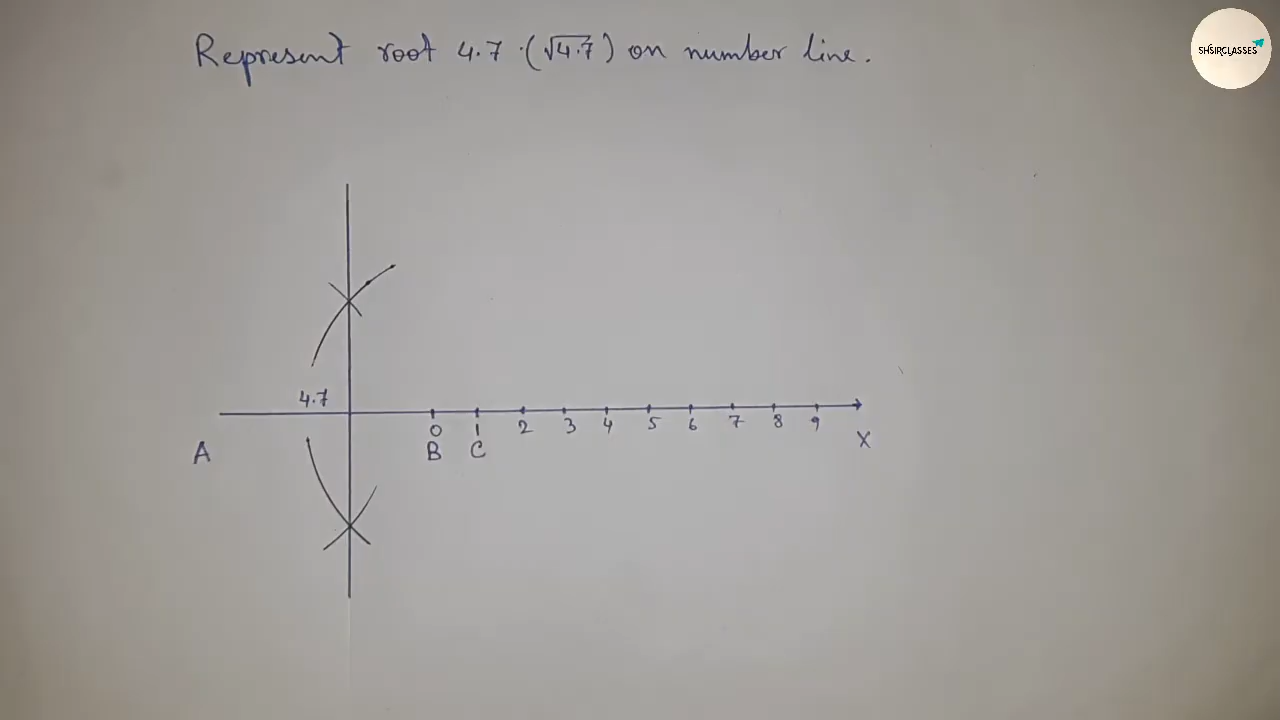 Represent root 4.7 (√4.7) on number line.
SHSIRCLASSES
4.7
0 1 2 3 4 5 6 7 8 9
A B C X